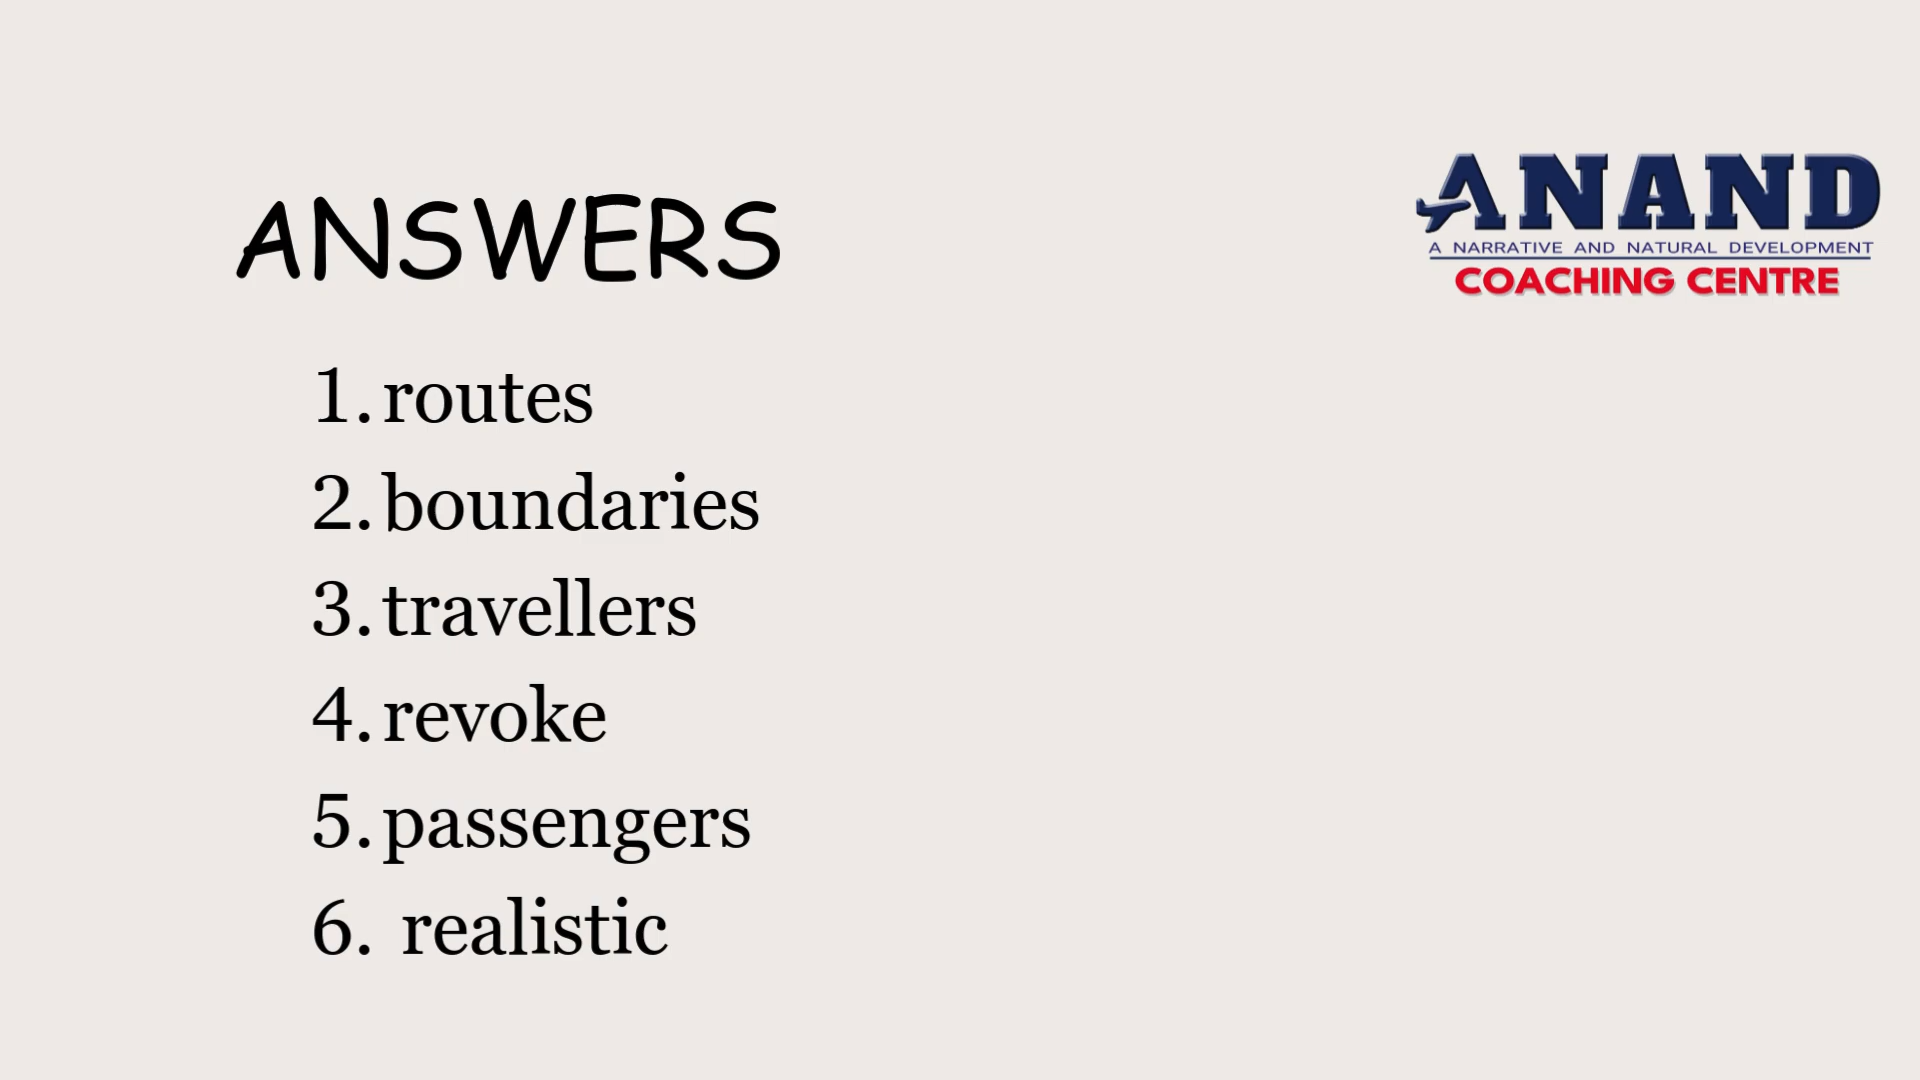 ANSWERS
ANAND
A NARRATIVE AND NATURAL DEVELOPMENT
COACHING CENTRE
1. routes
2. boundaries
3. travellers
4. revoke
5. passengers
6. realistic